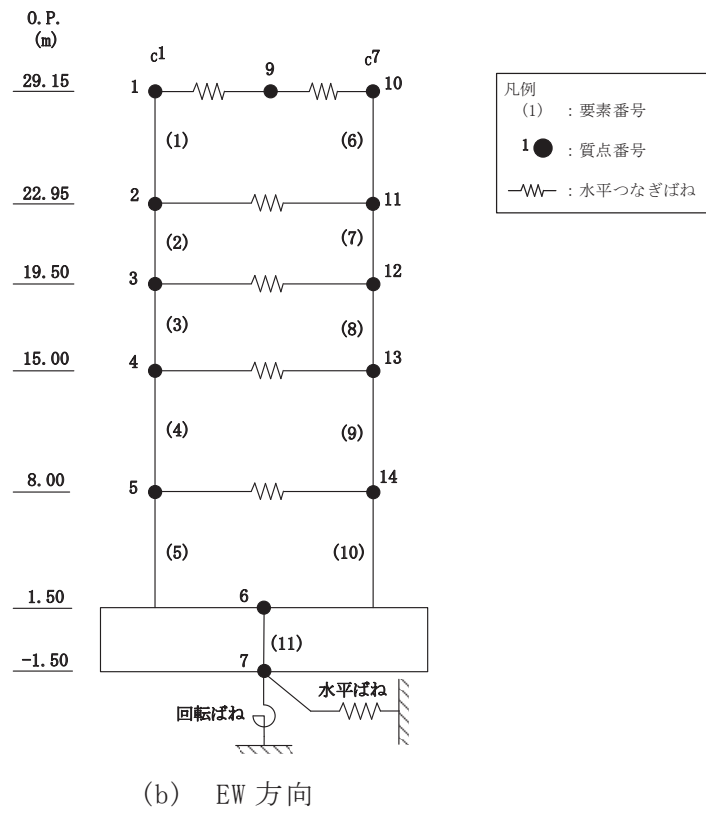 O.P.
(m)
c1
c7
29.15
1
9
10
(1)
(6)
22.95
2
11
(2)
(7)
19.50
3
12
(3)
(8)
15.00
4
13
(4)
(9)
8.00
5
14
(5)
(10)
1.50
6
(11)
-1.50
7
水平ばね
回転ばね
凡例
(1) : 要素番号
1 : 質点番号
: 水平つなぎばね
(b) EW 方向